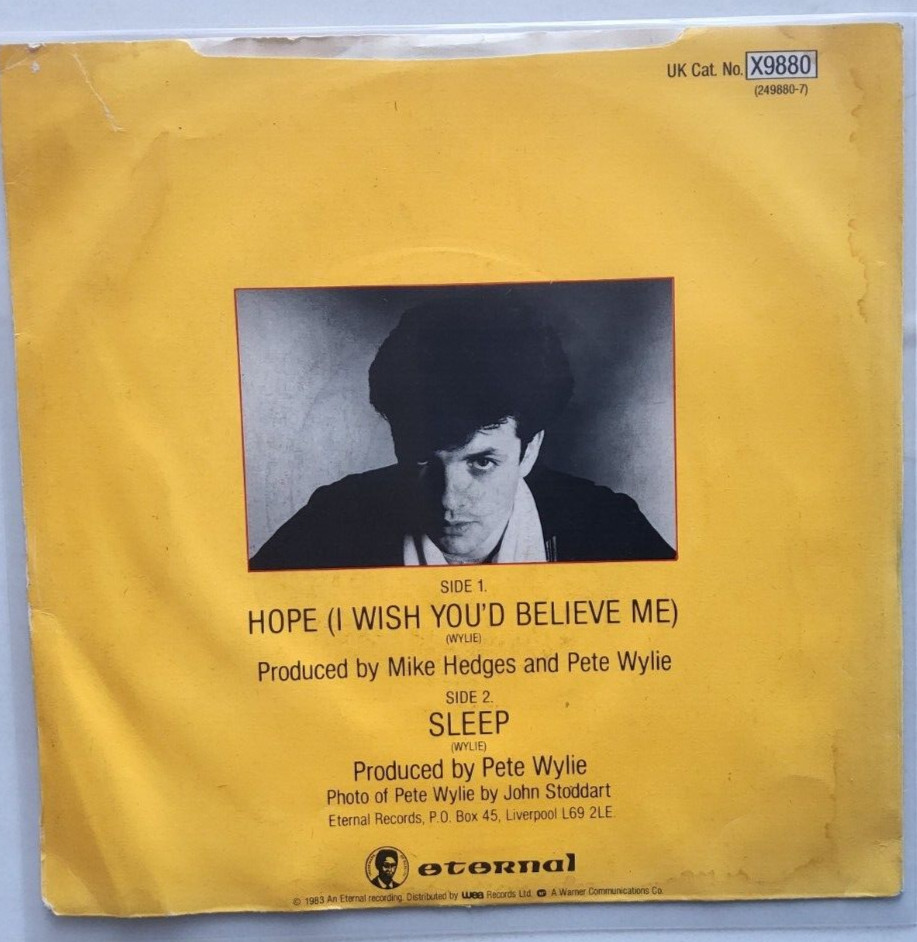 UK Cat. No. X9880
(249880-7)
SIDE 1.
HOPE (I WISH YOU'D BELIEVE ME)
(WYLIE)
Produced by Mike Hedges and Pete Wylie
SIDE 2.
SLEEP
(WYLIE)
Produced by Pete Wylie
Photo of Pete Wylie by John Stoddart
Eternal Records, P.O. Box 45, Liverpool L69 2LE.
eternal
© 1983 An Eternal recording. Distributed by wea Records Ltd. A Warner Communications Co.